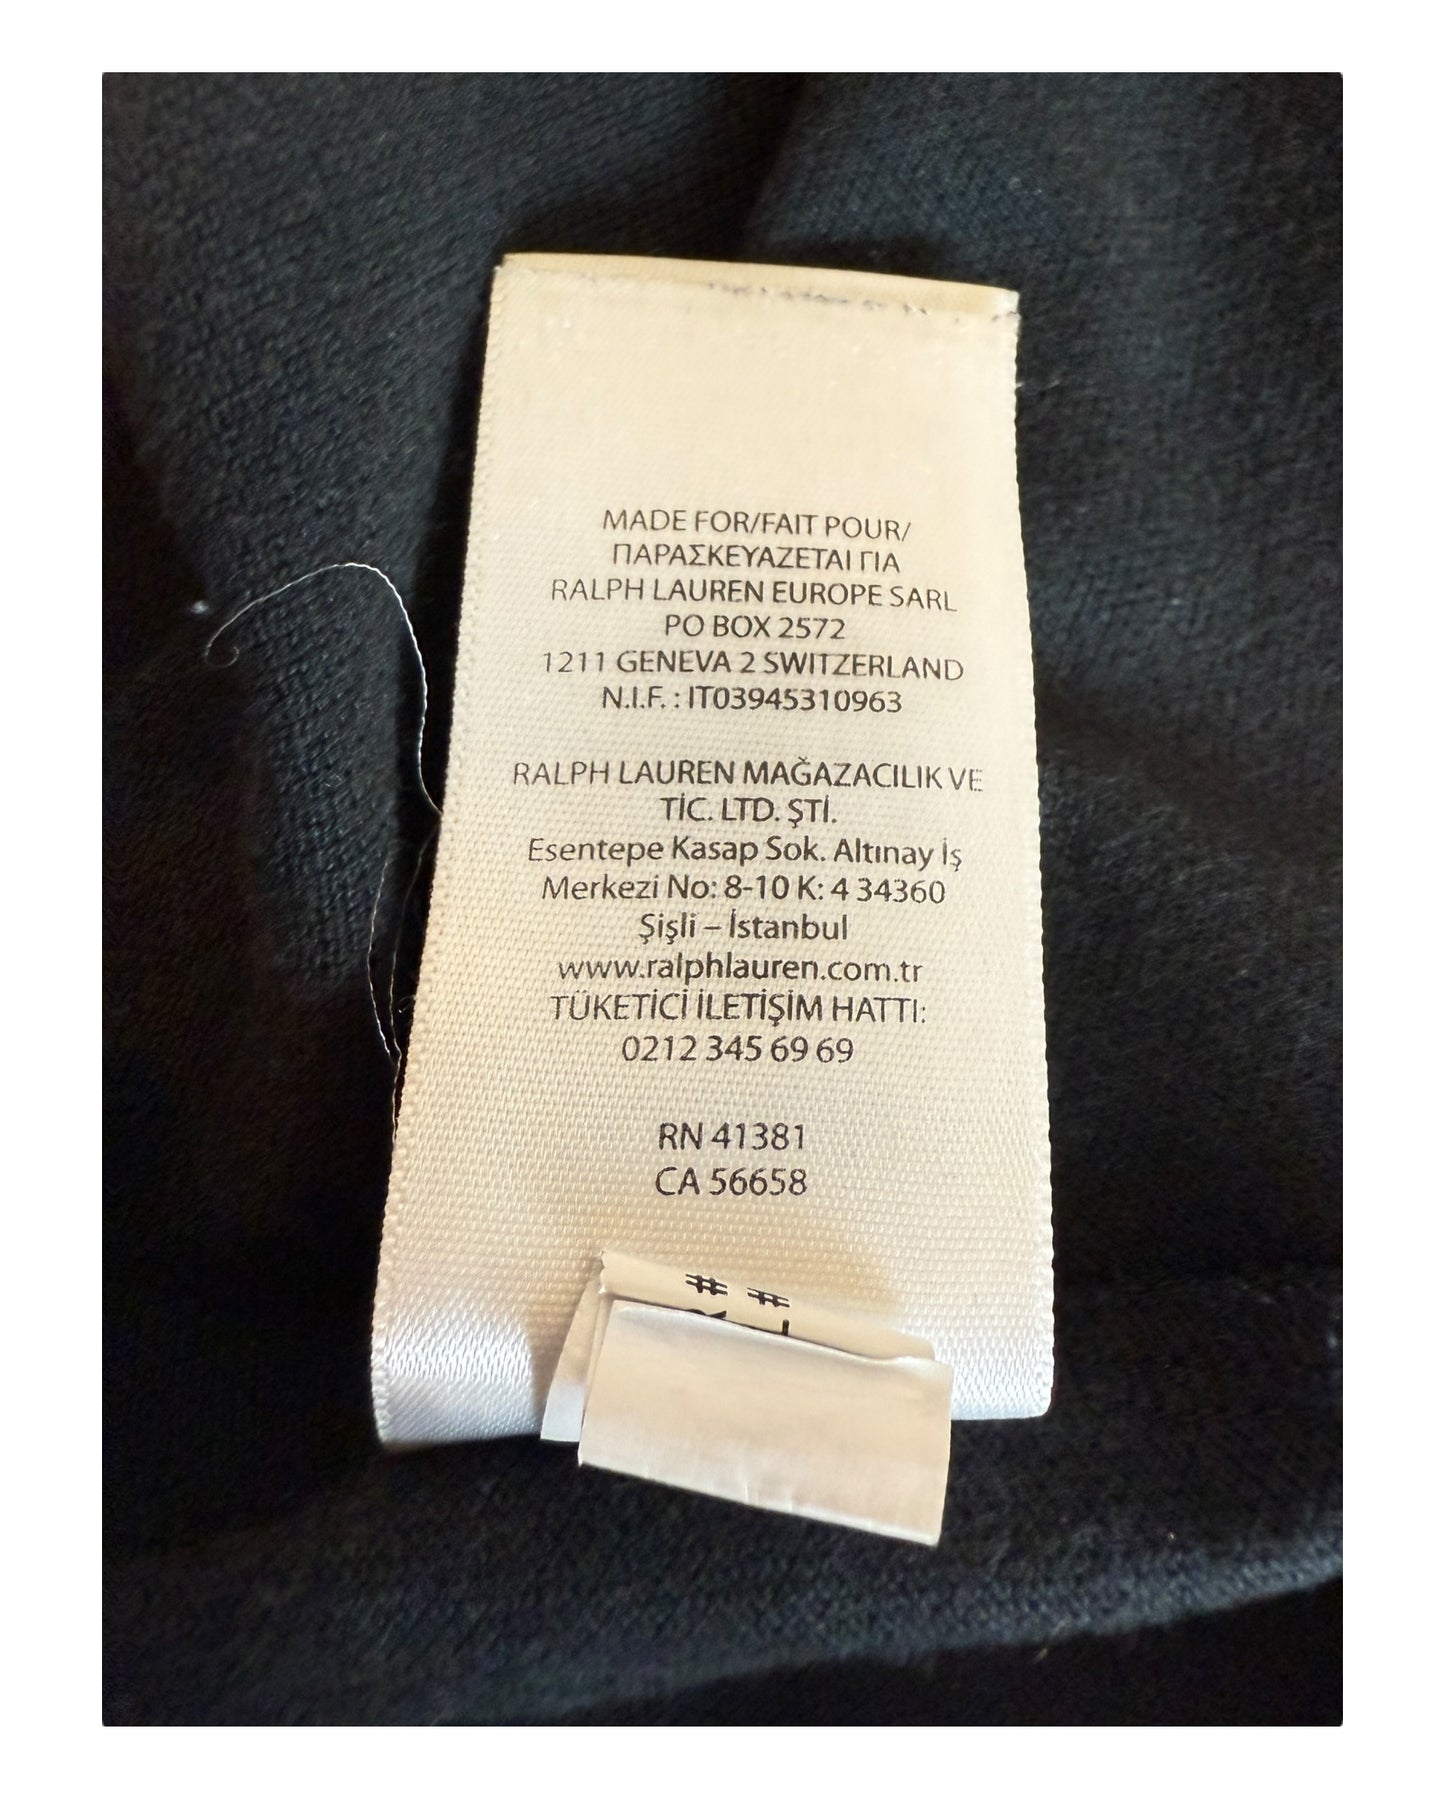 MADE FOR/FAIT POUR/
ΠΑΡΑΣΚΕΥΑΖΕΤΑΙ ΓΙΑ
RALPH LAUREN EUROPE SARL
PO BOX 2572
1211 GENEVA 2 SWITZERLAND
N.I.F. : IT03945310963
RALPH LAUREN MAĞAZACILIK VE
TİC. LTD. ŞTİ.
Esentepe Kasap Sok. Altınay İş
Merkezi No: 8-10 K: 4 34360
Şişli – İstanbul
www.ralphlauren.com.tr
TÜKETİCİ İLETİŞİM HATTI:
0212 345 69 69
RN 41381
CA 56658
# #